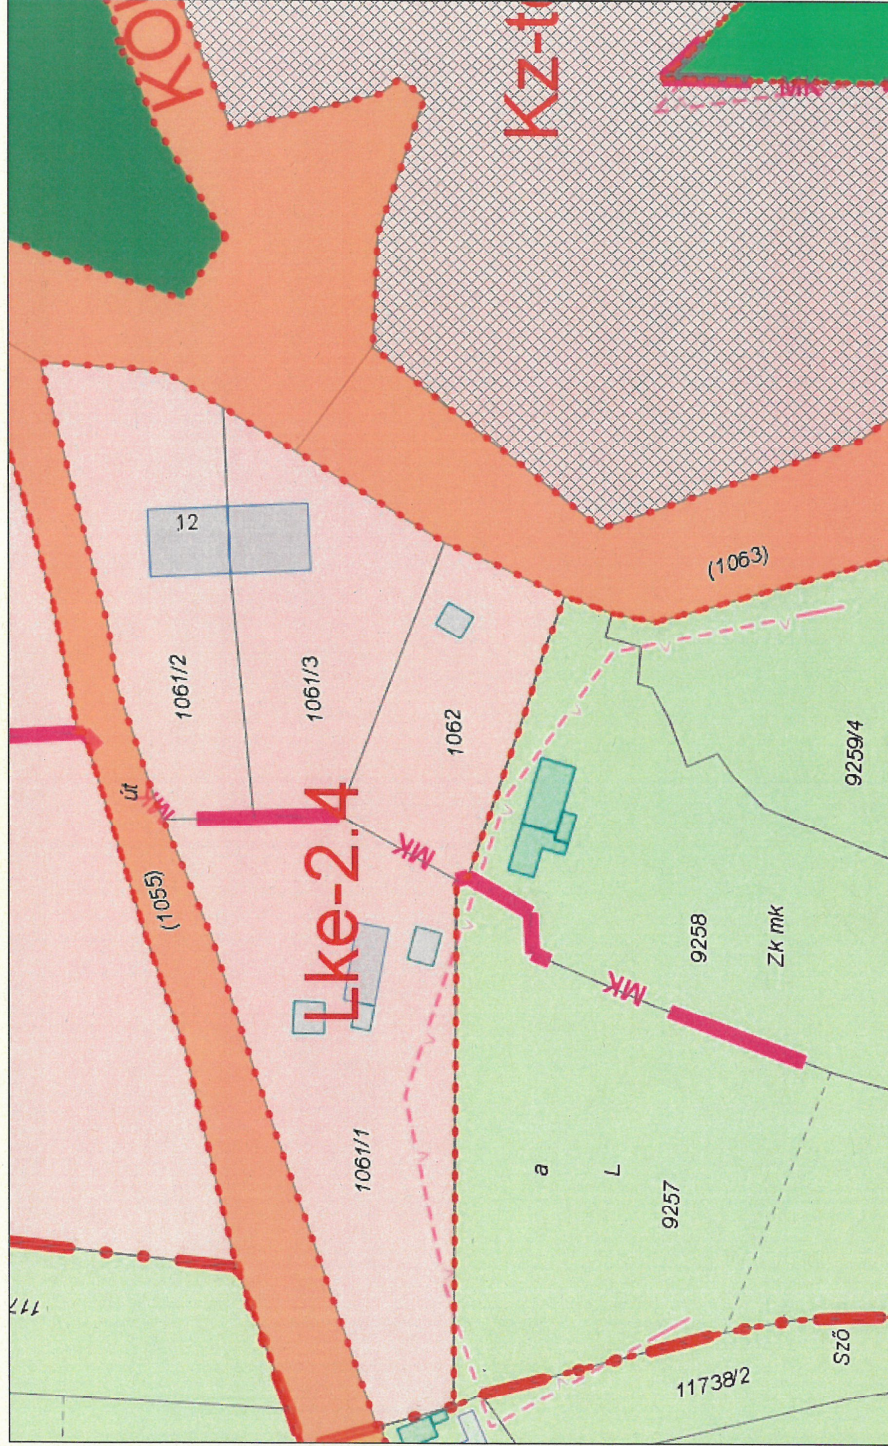 Kz-t
MK
12
(1063)
1061/2
1061/3
1062
út
MK
9259/4
Lke-2.4
MK
(1055)
9258
Zk mk
MK
1061/1
a
L
9257
117
Sző
11738/2